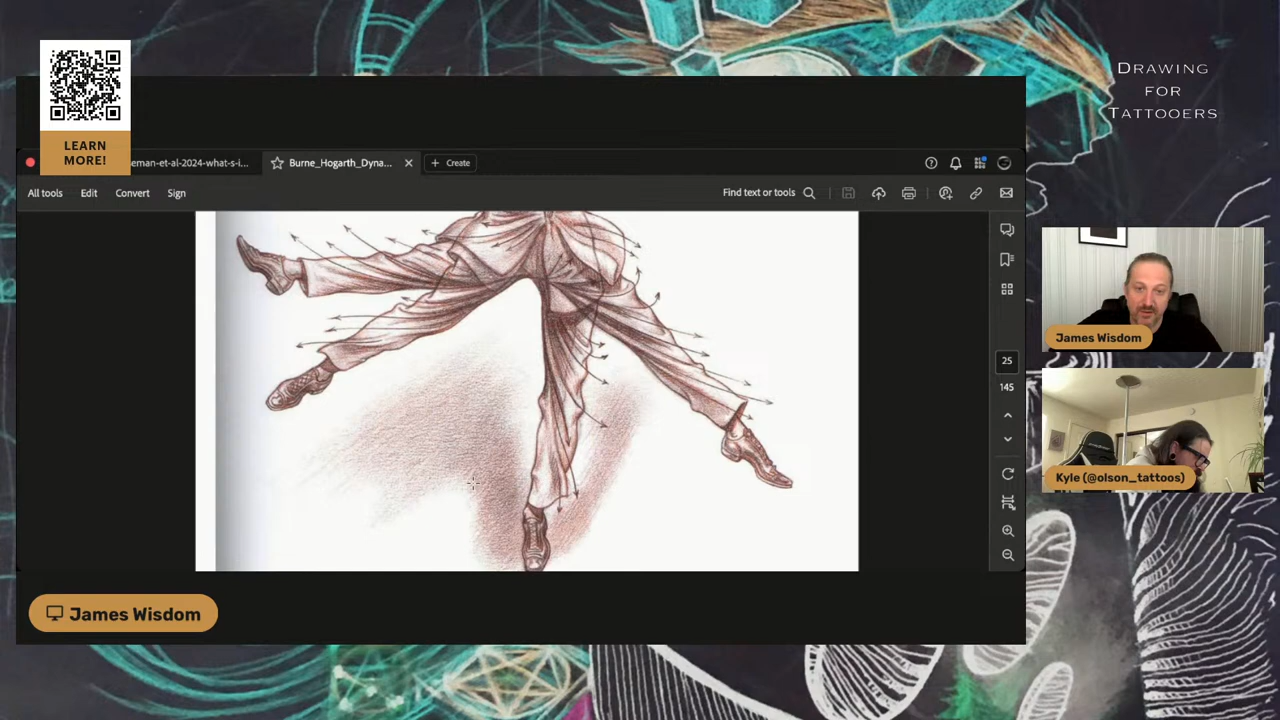 LEARN
MORE!
DRAWING
FOR
TATTOOERS
eman-et-al-2024-what-s-i...
Burne_Hogarth_Dyna...
Create
All tools
Edit
Convert
Sign
Find text or tools
25
145
James Wisdom
Kyle (@olson_tattoos)
James Wisdom